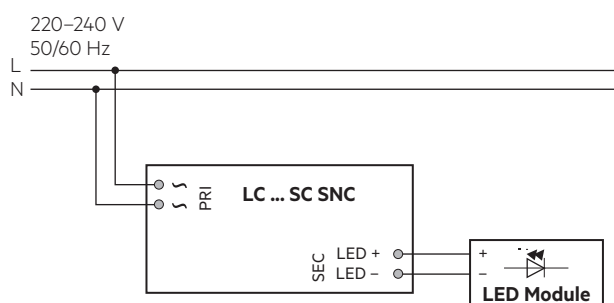 220–240 V
50/60 Hz
L
N
~
~
PRI
LC ... SC SNC
SEC
LED +
LED –
+
–
LED Module